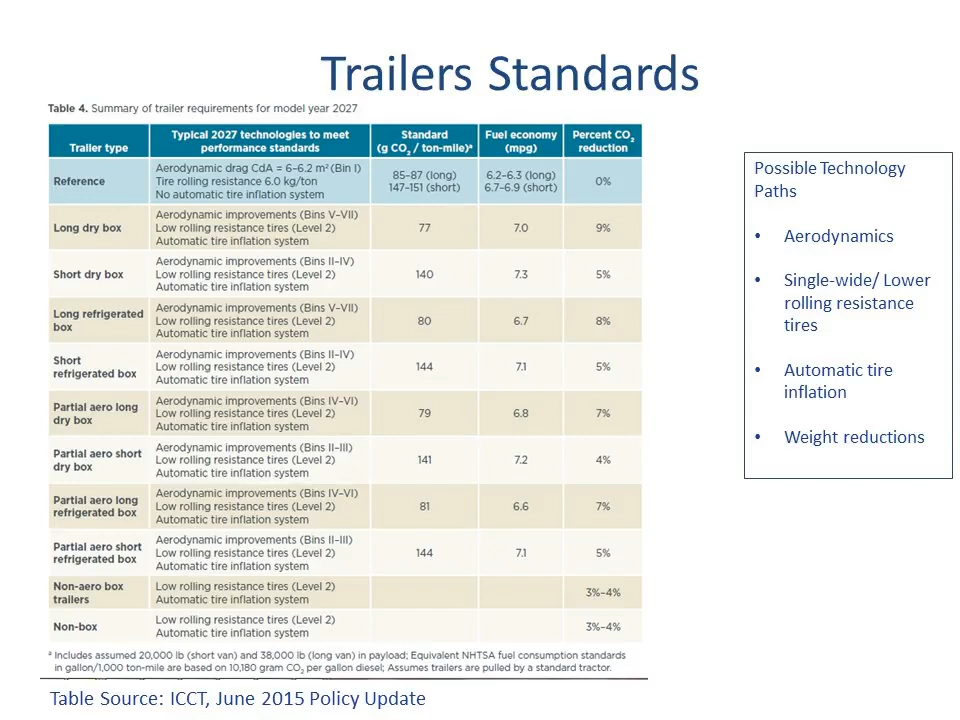 Trailers Standards
Table 4. Summary of trailer requirements for model year 2027
Trailer type
Typical 2027 technologies to meet
performance standards
Standard
(g CO2 / ton-mile)ᵃ
Fuel economy
(mpg)
Percent CO2
reduction
Reference
Aerodynamic drag CdA = 6–6.2 m² (Bin I)
Tire rolling resistance 6.0 kg/ton
No automatic tire inflation system
85–87 (long)
147–151 (short)
6.2–6.3 (long)
6.7–6.9 (short)
0%
Long dry box
Aerodynamic improvements (Bins V–VII)
Low rolling resistance tires (Level 2)
Automatic tire inflation system
77
7.0
9%
Short dry box
Aerodynamic improvements (Bins II–IV)
Low rolling resistance tires (Level 2)
Automatic tire inflation system
140
7.3
5%
Long refrigerated
box
Aerodynamic improvements (Bins V–VII)
Low rolling resistance tires (Level 2)
Automatic tire inflation system
80
6.7
8%
Short
refrigerated box
Aerodynamic improvements (Bins II–IV)
Low rolling resistance tires (Level 2)
Automatic tire inflation system
144
7.1
5%
Partial aero long
dry box
Aerodynamic improvements (Bins IV–VI)
Low rolling resistance tires (Level 2)
Automatic tire inflation system
79
6.8
7%
Partial aero short
dry box
Aerodynamic improvements (Bins II–III)
Low rolling resistance tires (Level 2)
Automatic tire inflation system
141
7.2
4%
Partial aero long
refrigerated box
Aerodynamic improvements (Bins IV–VI)
Low rolling resistance tires (Level 2)
Automatic tire inflation system
81
6.6
7%
Partial aero short
refrigerated box
Aerodynamic improvements (Bins II–III)
Low rolling resistance tires (Level 2)
Automatic tire inflation system
144
7.1
5%
Non-aero box
trailers
Low rolling resistance tires (Level 2)
Automatic tire inflation system
3%–4%
Non-box
Low rolling resistance tires (Level 2)
Automatic tire inflation system
3%–4%
ᵃ Includes assumed 20,000 lb (short van) and 38,000 lb (long van) in payload; Equivalent NHTSA fuel consumption standards
in gallon/1,000 ton-mile are based on 10,180 gram CO2 per gallon diesel; Assumes trailers are pulled by a standard tractor.
Table Source: ICCT, June 2015 Policy Update
Possible Technology
Paths
• Aerodynamics
• Single-wide/ Lower
rolling resistance
tires
• Automatic tire
inflation
• Weight reductions